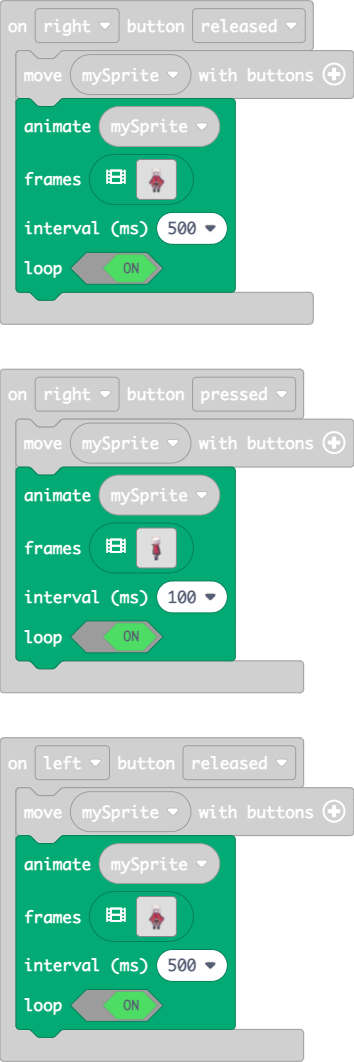 on right button released
move mySprite with buttons
animate mySprite
frames
interval (ms) 500
loop ON
on right button pressed
move mySprite with buttons
animate mySprite
frames
interval (ms) 100
loop ON
on left button released
move mySprite with buttons
animate mySprite
frames
interval (ms) 500
loop ON